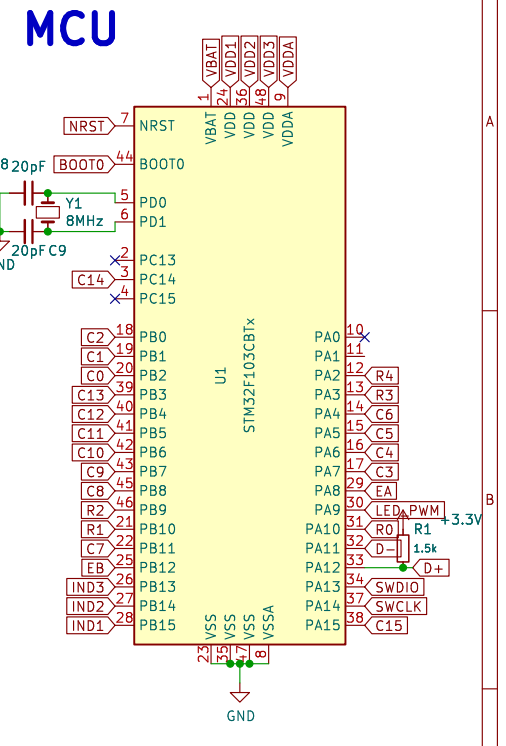 MCU
VBAT VDD1 VDD2 VDD3 VDDA
1 24 36 48 9
VBAT VDD VDD VDD VDDA
A
NRST 7 NRST
BOOT0 44 BOOT0
8 20pF
5 PD0
Y1
8MHz
6 PD1
20pF C9
ND
2 PC13
C14 3 PC14
4 PC15
U1
STM32F103CBTx
C2 18 PB0 PA0 10
C1 19 PB1 PA1 11
C0 20 PB2 PA2 12 R4
C13 39 PB3 PA3 13 R3
C12 40 PB4 PA4 14 C6
C11 41 PB5 PA5 15 C5
C10 42 PB6 PA6 16 C4
C9 43 PB7 PA7 17 C3
C8 45 PB8 PA8 29 EA
B
R2 46 PB9 PA9 30 LED_PWM
+3.3V
R1 21 PB10 PA10 31 R0 R1
C7 22 PB11 PA11 32 D- 1.5k
EB 25 PB12 PA12 33 D+
IND3 26 PB13 PA13 34 SWDIO
IND2 27 PB14 PA14 37 SWCLK
IND1 28 PB15 PA15 38 C15
VSS VSS VSS VSSA
23 35 47 8
GND